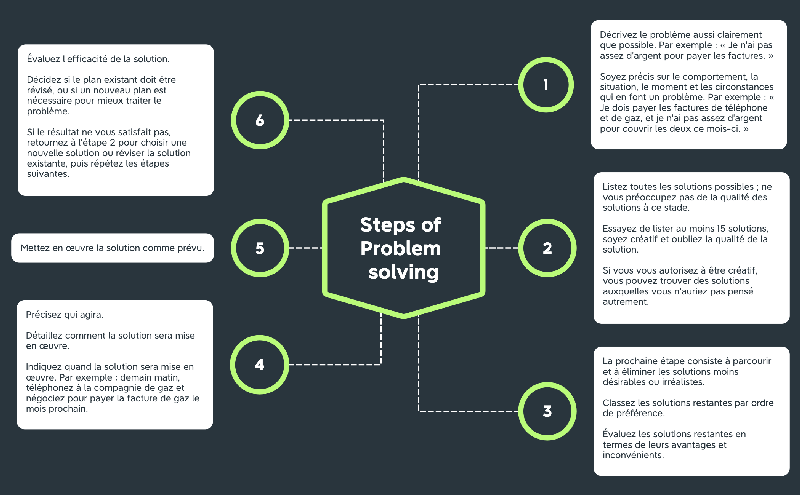 Steps of
Problem
solving
1
Décrivez le problème aussi clairement
que possible. Par exemple : « Je n'ai pas
assez d'argent pour payer les factures. »
Soyez précis sur le comportement, la
situation, le moment et les circonstances
qui en font un problème. Par exemple : «
Je dois payer les factures de téléphone
et de gaz, et je n'ai pas assez d'argent
pour couvrir les deux ce mois-ci. »
2
Listez toutes les solutions possibles ; ne
vous préoccupez pas de la qualité des
solutions à ce stade.
Essayez de lister au moins 15 solutions,
soyez créatif et oubliez la qualité de la
solution.
Si vous vous autorisez à être créatif,
vous pouvez trouver des solutions
auxquelles vous n'auriez pas pensé
autrement.
3
La prochaine étape consiste à parcourir
et à éliminer les solutions moins
désirables ou irréalistes.
Classez les solutions restantes par ordre
de préférence.
Évaluez les solutions restantes en
termes de leurs avantages et
inconvénients.
4
Précisez qui agira.
Détaillez comment la solution sera mise
en œuvre.
Indiquez quand la solution sera mise en
œuvre. Par exemple : demain matin,
téléphonez à la compagnie de gaz et
négociez pour payer la facture de gaz le
mois prochain.
5
Mettez en œuvre la solution comme prévu.
6
Évaluez l'efficacité de la solution.
Décidez si le plan existant doit être
révisé, ou si un nouveau plan est
nécessaire pour mieux traiter le
problème.
Si le résultat ne vous satisfait pas,
retournez à l'étape 2 pour choisir une
nouvelle solution ou réviser la solution
existante, puis répétez les étapes
suivantes.